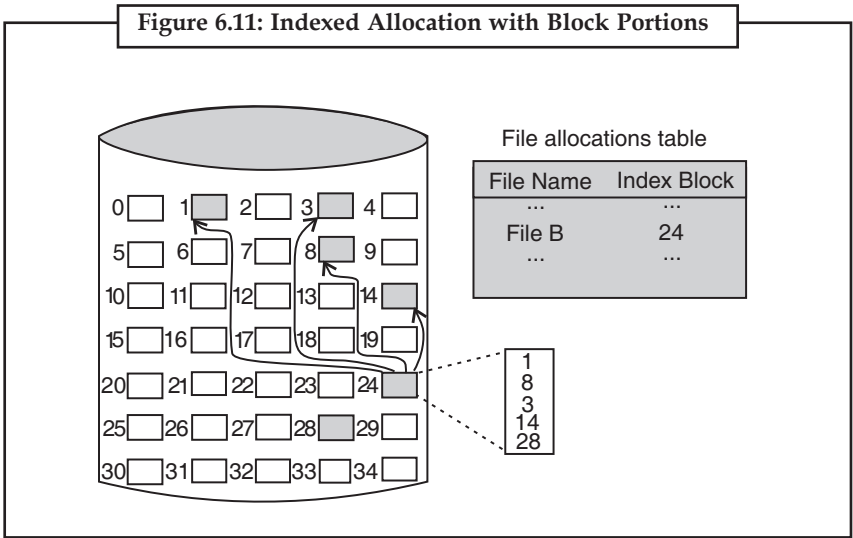 Figure 6.11: Indexed Allocation with Block Portions
File allocations table
File Name Index Block
... ...
File B 24
... ...
0 1 2 3 4
5 6 7 8 9
10 11 12 13 14
15 16 17 18 19
20 21 22 23 24
25 26 27 28 29
30 31 32 33 34
1
8
3
14
28